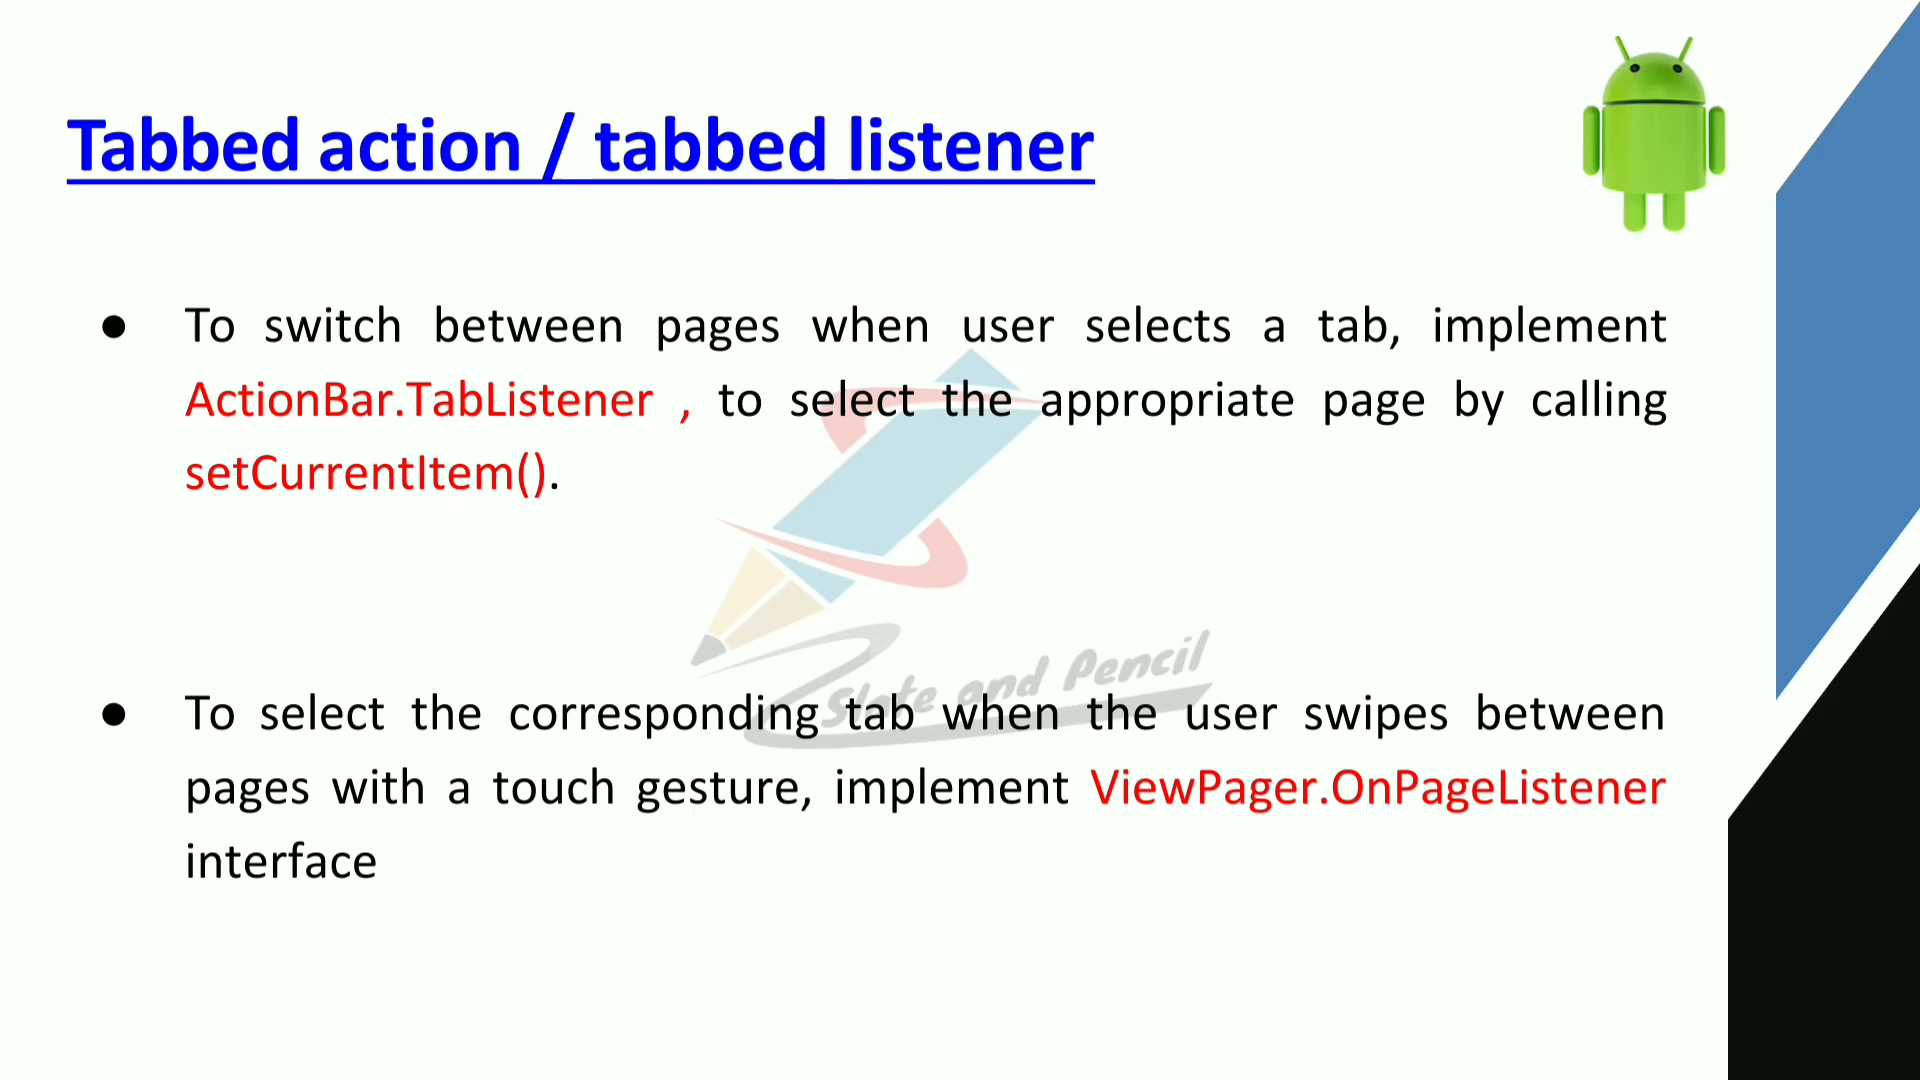 Tabbed action / tabbed listener
● To switch between pages when user selects a tab, implement
ActionBar.TabListener , to select the appropriate page by calling
setCurrentItem().
Slate and Pencil
● To select the corresponding tab when the user swipes between
pages with a touch gesture, implement ViewPager.OnPageListener
interface